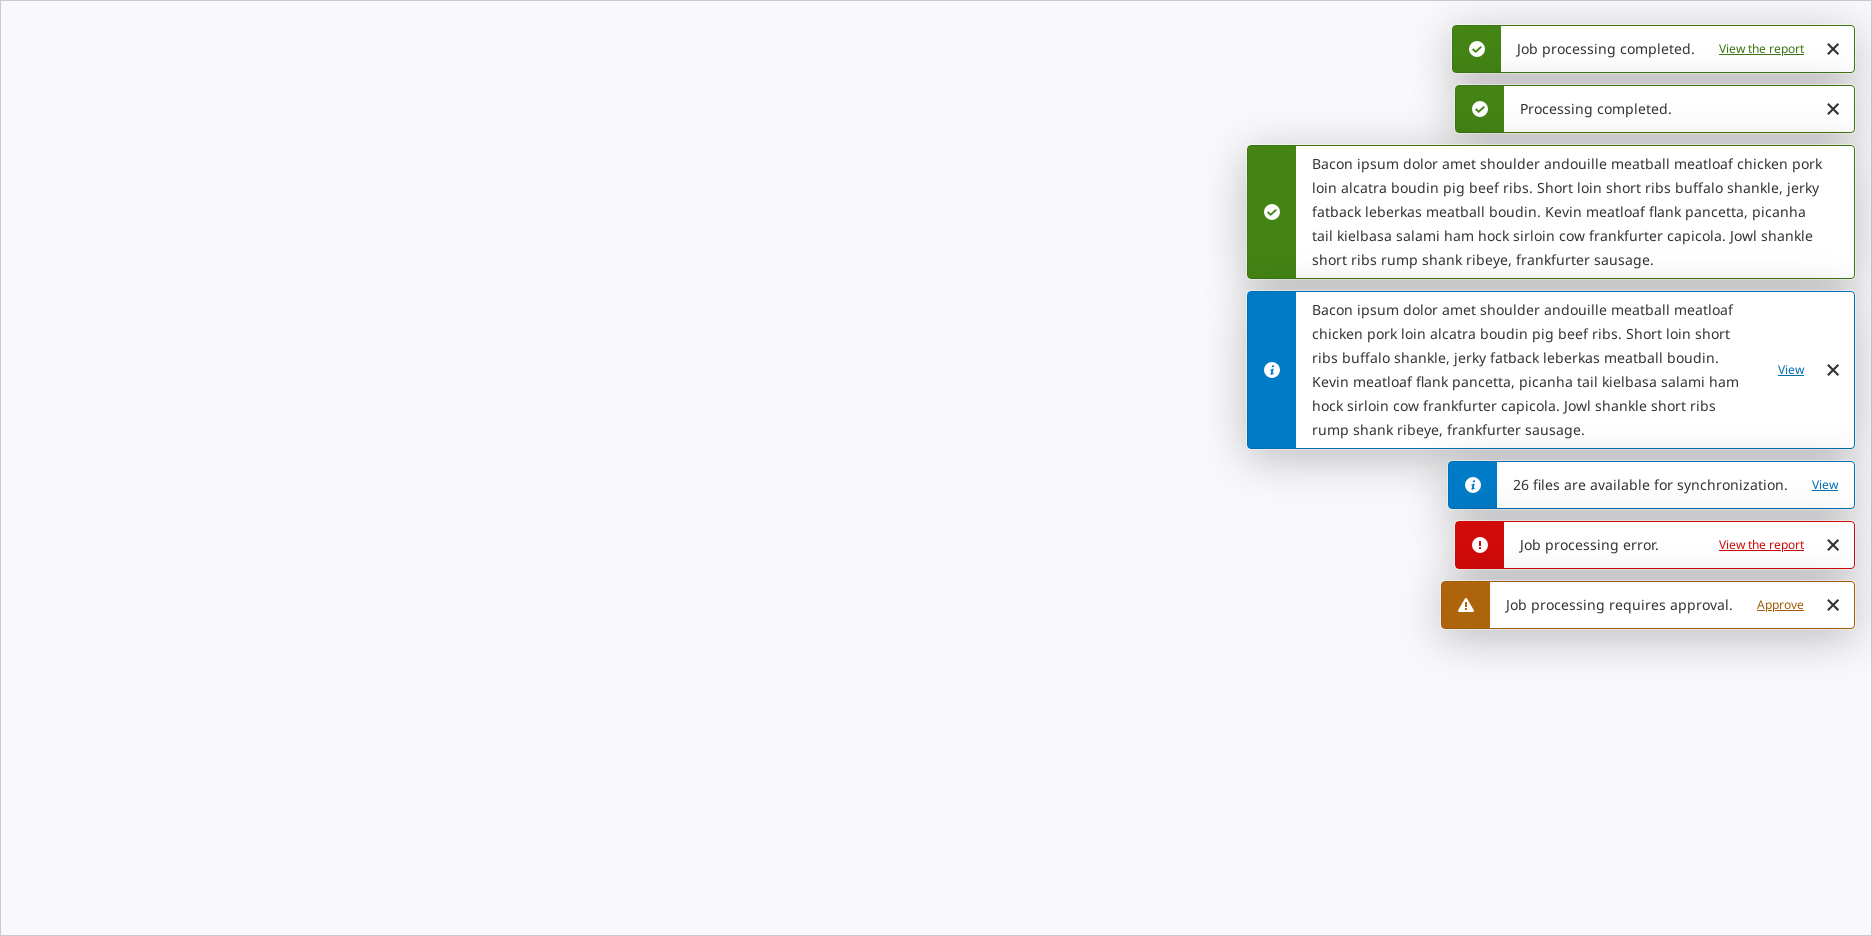 Job processing completed. View the report
Processing completed.
Bacon ipsum dolor amet shoulder andouille meatball meatloaf chicken pork
loin alcatra boudin pig beef ribs. Short loin short ribs buffalo shankle, jerky
fatback leberkas meatball boudin. Kevin meatloaf flank pancetta, picanha
tail kielbasa salami ham hock sirloin cow frankfurter capicola. Jowl shankle
short ribs rump shank ribeye, frankfurter sausage.
Bacon ipsum dolor amet shoulder andouille meatball meatloaf
chicken pork loin alcatra boudin pig beef ribs. Short loin short
ribs buffalo shankle, jerky fatback leberkas meatball boudin.
Kevin meatloaf flank pancetta, picanha tail kielbasa salami ham
hock sirloin cow frankfurter capicola. Jowl shankle short ribs
rump shank ribeye, frankfurter sausage.
View
26 files are available for synchronization. View
Job processing error. View the report
Job processing requires approval. Approve